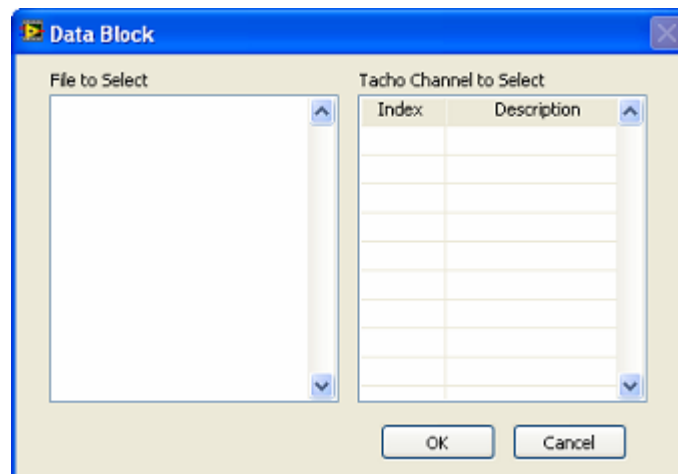 Data Block
File to Select
Tacho Channel to Select
Index Description
OK Cancel